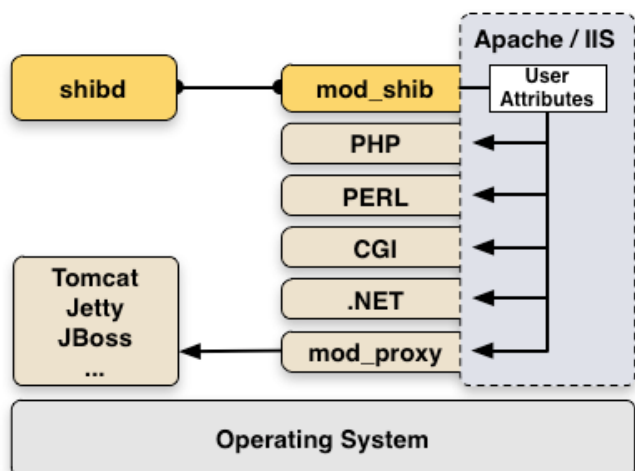 Apache / IIS
shibd
mod_shib
User
Attributes
PHP
PERL
CGI
.NET
mod_proxy
Tomcat
Jetty
JBoss
...
Operating System